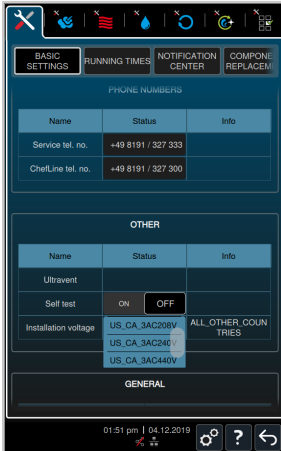 BASIC SETTINGS
RUNNING TIMES
NOTIFICATION CENTER
COMPONE REPLACEM
PHONE NUMBERS
Name Status Info
Service tel. no. +49 8191 / 327 333
ChefLine tel. no. +49 8191 / 327 300
OTHER
Name Status Info
Ultravent
Self test ON OFF
Installation voltage US_CA_3AC208V ALL_OTHER_COUN
TRIES
US_CA_3AC240V
US_CA_3AC440V
GENERAL
01:51 pm | 04.12.2019
?